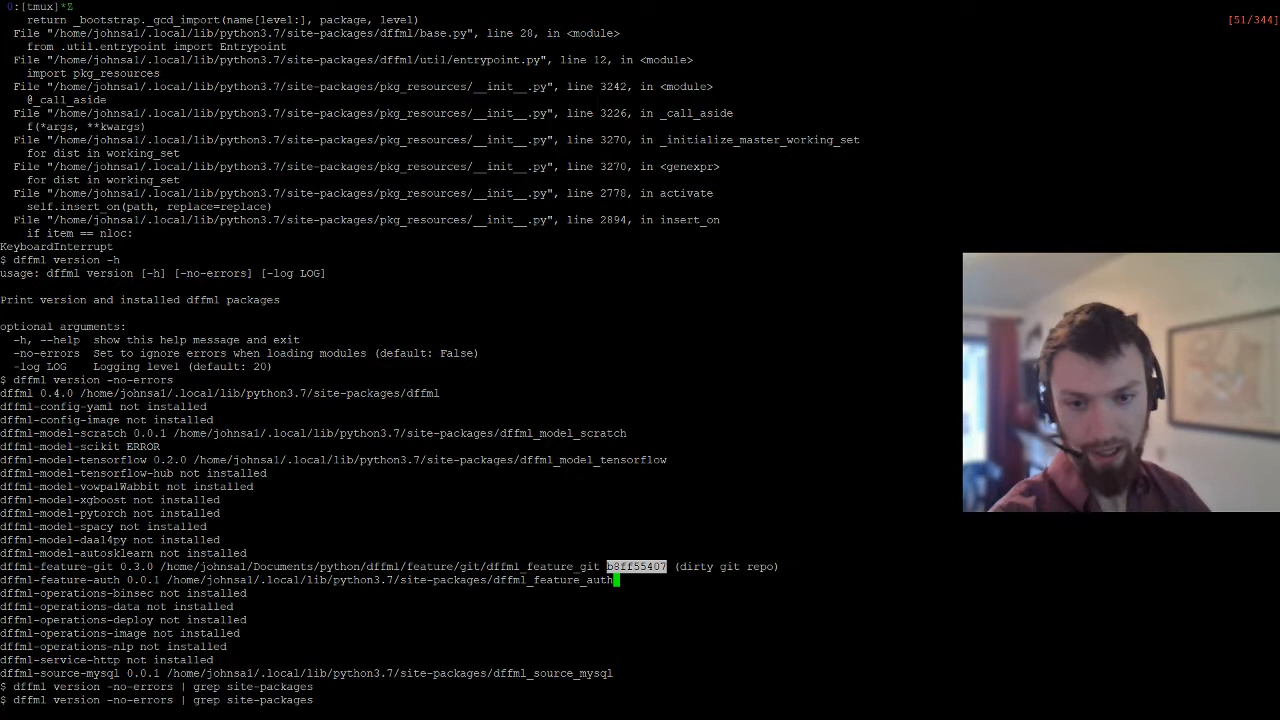 0:[tmux]*Z
[51/344]
return _bootstrap._gcd_import(name[level:], package, level)
File "/home/johnsa1/.local/lib/python3.7/site-packages/dffml/base.py", line 28, in <module>
from .util.entrypoint import Entrypoint
File "/home/johnsa1/.local/lib/python3.7/site-packages/dffml/util/entrypoint.py", line 12, in <module>
import pkg_resources
File "/home/johnsa1/.local/lib/python3.7/site-packages/pkg_resources/__init__.py", line 3242, in <module>
@_call_aside
File "/home/johnsa1/.local/lib/python3.7/site-packages/pkg_resources/__init__.py", line 3226, in _call_aside
f(*args, **kwargs)
File "/home/johnsa1/.local/lib/python3.7/site-packages/pkg_resources/__init__.py", line 3270, in _initialize_master_working_set
for dist in working_set
File "/home/johnsa1/.local/lib/python3.7/site-packages/pkg_resources/__init__.py", line 3270, in <genexpr>
for dist in working_set
File "/home/johnsa1/.local/lib/python3.7/site-packages/pkg_resources/__init__.py", line 2778, in activate
self.insert_on(path, replace=replace)
File "/home/johnsa1/.local/lib/python3.7/site-packages/pkg_resources/__init__.py", line 2894, in insert_on
if item == nloc:
KeyboardInterrupt
$ dffml version -h
usage: dffml version [-h] [-no-errors] [-log LOG]
Print version and installed dffml packages
optional arguments:
-h, --help show this help message and exit
-no-errors Set to ignore errors when loading modules (default: False)
-log LOG Logging level (default: 20)
$ dffml version -no-errors
dffml 0.4.0 /home/johnsa1/.local/lib/python3.7/site-packages/dffml
dffml-config-yaml not installed
dffml-config-image not installed
dffml-model-scratch 0.0.1 /home/johnsa1/.local/lib/python3.7/site-packages/dffml_model_scratch
dffml-model-scikit ERROR
dffml-model-tensorflow 0.2.0 /home/johnsa1/.local/lib/python3.7/site-packages/dffml_model_tensorflow
dffml-model-tensorflow-hub not installed
dffml-model-vowpalWabbit not installed
dffml-model-xgboost not installed
dffml-model-pytorch not installed
dffml-model-spacy not installed
dffml-model-daal4py not installed
dffml-model-autosklearn not installed
dffml-feature-git 0.3.0 /home/johnsa1/Documents/python/dffml/feature/git/dffml_feature_git b8ff55407 (dirty git repo)
dffml-feature-auth 0.0.1 /home/johnsa1/.local/lib/python3.7/site-packages/dffml_feature_auth
dffml-operations-binsec not installed
dffml-operations-data not installed
dffml-operations-deploy not installed
dffml-operations-image not installed
dffml-operations-nlp not installed
dffml-service-http not installed
dffml-source-mysql 0.0.1 /home/johnsa1/.local/lib/python3.7/site-packages/dffml_source_mysql
$ dffml version -no-errors | grep site-packages
$ dffml version -no-errors | grep site-packages